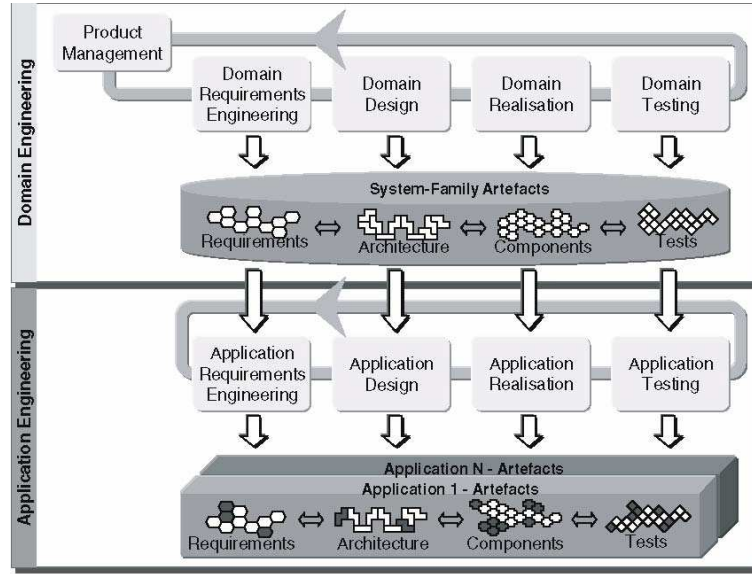 Domain Engineering
Product
Management
Domain
Requirements
Engineering
Domain
Design
Domain
Realisation
Domain
Testing
System-Family Artefacts
Requirements
Architecture
Components
Tests
Application Engineering
Application
Requirements
Engineering
Application
Design
Application
Realisation
Application
Testing
Application N - Artefacts
Application 1 - Artefacts
Requirements
Architecture
Components
Tests